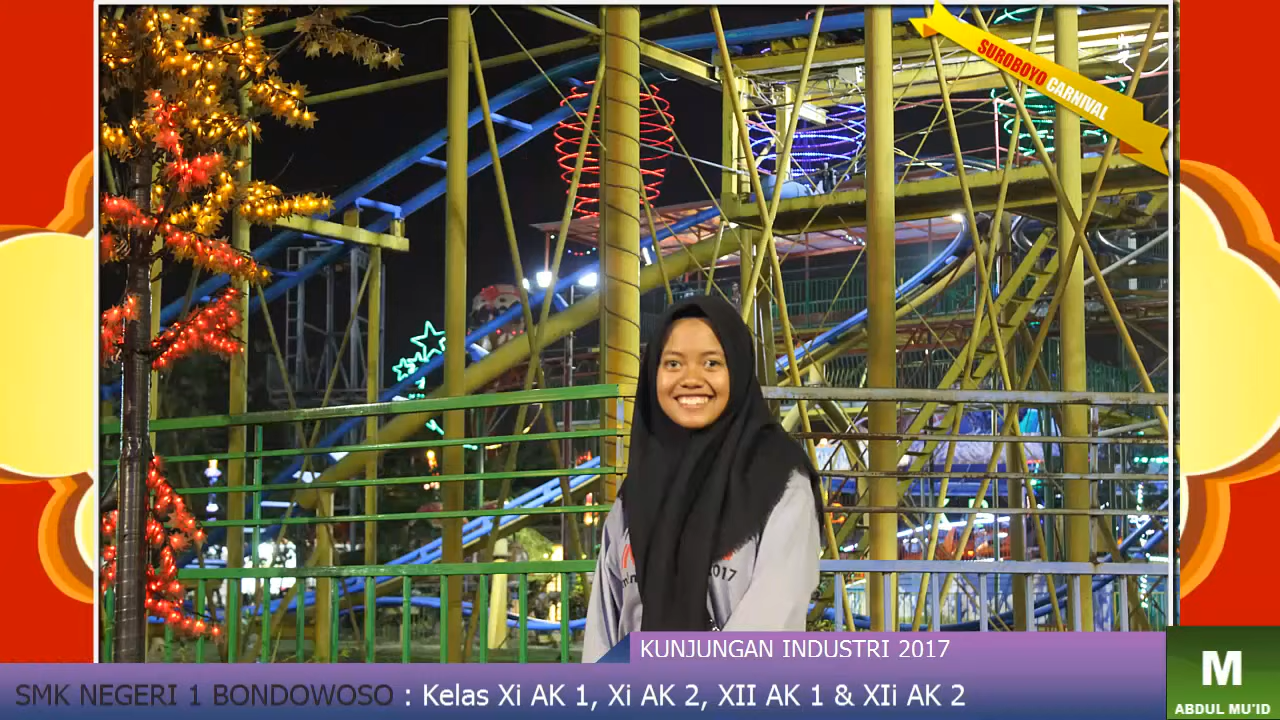 SUROBOYO CARNIVAL
2017
KUNJUNGAN INDUSTRI 2017
SMK NEGERI 1 BONDOWOSO : Kelas Xi AK 1, Xi AK 2, XII AK 1 & XIi AK 2
M
ABDUL MU'ID